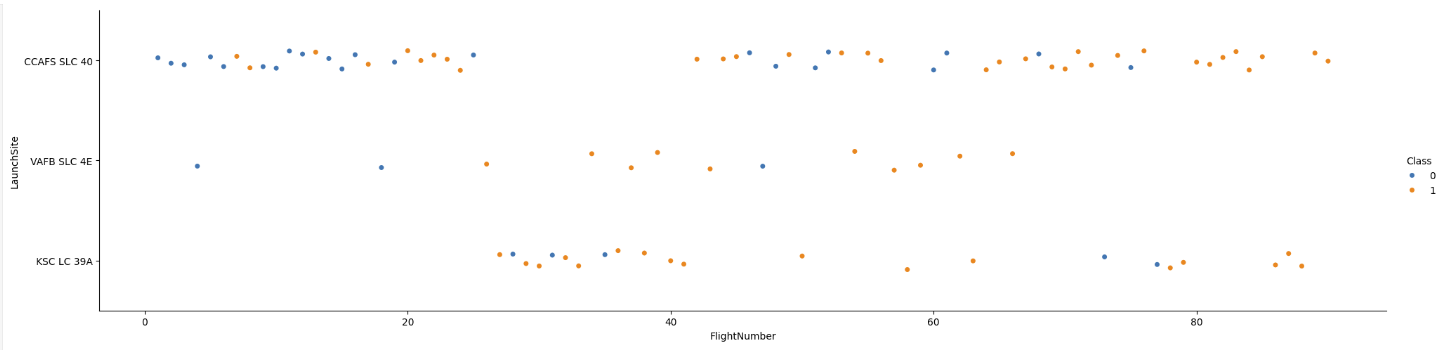 CCAFS SLC 40
VAFB SLC 4E
KSC LC 39A
LaunchSite
0 20 40 60 80
FlightNumber
Class
0
1